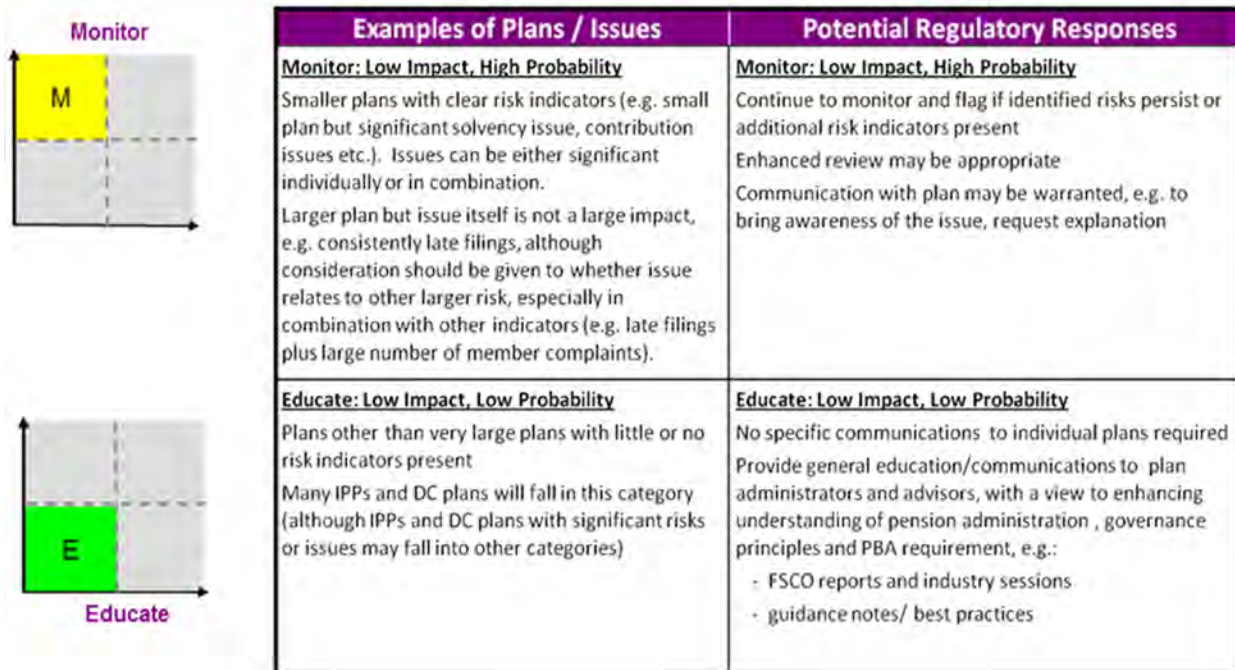 Monitor
M
Examples of Plans / Issues
Potential Regulatory Responses
Monitor: Low Impact, High Probability
Smaller plans with clear risk indicators (e.g. small
plan but significant solvency issue, contribution
issues etc.). Issues can be either significant
individually or in combination.
Larger plan but issue itself is not a large impact,
e.g. consistently late filings, although
consideration should be given to whether issue
relates to other larger risk, especially in
combination with other indicators (e.g. late filings
plus large number of member complaints).
Monitor: Low Impact, High Probability
Continue to monitor and flag if identified risks persist or
additional risk indicators present
Enhanced review may be appropriate
Communication with plan may be warranted, e.g. to
bring awareness of the issue, request explanation
E
Educate
Educate: Low Impact, Low Probability
Plans other than very large plans with little or no
risk indicators present
Many IPPs and DC plans will fall in this category
(although IPPs and DC plans with significant risks
or issues may fall into other categories)
Educate: Low Impact, Low Probability
No specific communications to individual plans required
Provide general education/communications to plan
administrators and advisors, with a view to enhancing
understanding of pension administration , governance
principles and PBA requirement, e.g.:
- FSCO reports and industry sessions
- guidance notes/ best practices